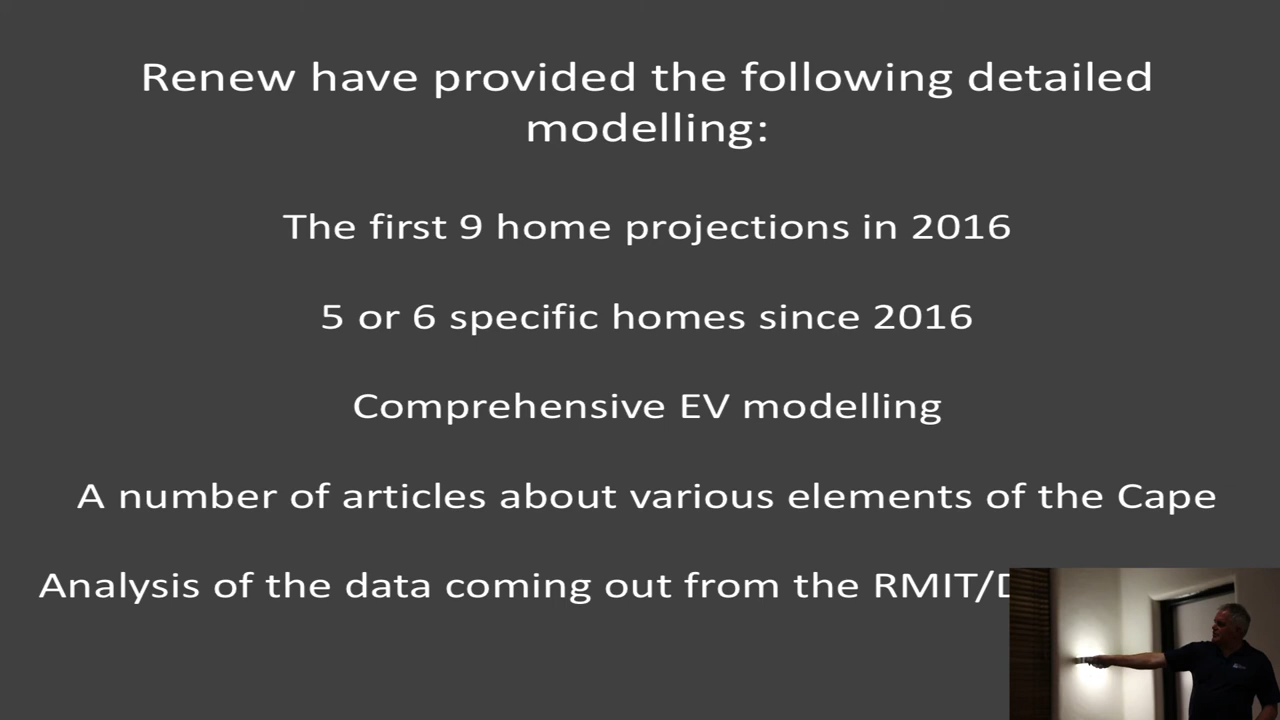 Renew have provided the following detailed
modelling:
The first 9 home projections in 2016
5 or 6 specific homes since 2016
Comprehensive EV modelling
A number of articles about various elements of the Cape
Analysis of the data coming out from the